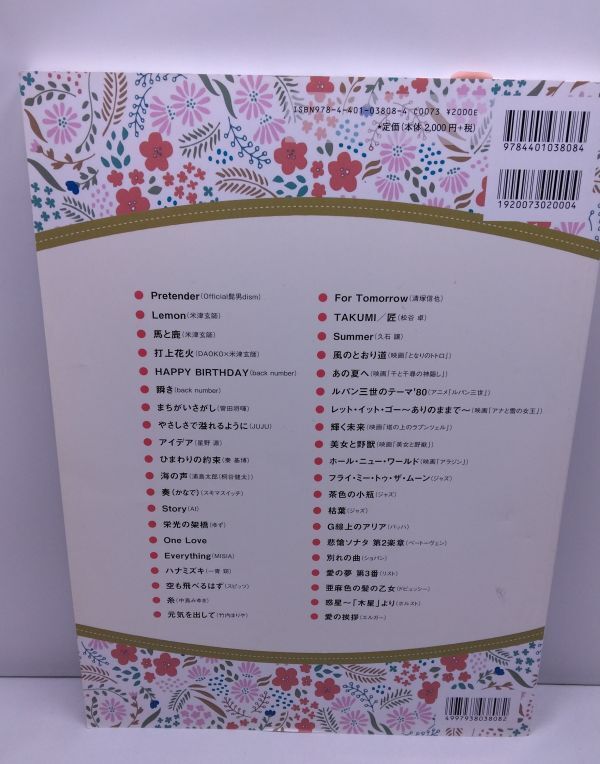 ISBN978-4-401-03808-4 C0073 ¥2000E
*定価(本体2,000円+税)
9784401038084
1920073020004
Pretender(Official髭男dism)
Lemon(米津玄師)
馬と鹿(米津玄師)
打上花火(DAOKO×米津玄師)
HAPPY BIRTHDAY(back number)
瞬き(back number)
まちがいさがし(菅田将暉)
やさしさで溢れるように(JUJU)
アイデア(星野 源)
ひまわりの約束(秦 基博)
海の声(浦島太郎(桐谷健太))
奏(かなで)(スキマスイッチ)
Story(AI)
栄光の架橋(ゆず)
One Love
Everything(MISIA)
ハナミズキ(一青 窈)
空も飛べるはず(スピッツ)
糸(中島みゆき)
元気を出して(竹内まりや)
For Tomorrow(清塚信也)
TAKUMI/匠(松谷 卓)
Summer(久石 譲)
風のとおり道(映画「となりのトトロ」)
あの夏へ(映画「千と千尋の神隠し」)
ルパン三世のテーマ'80(アニメ「ルパン三世」)
レット・イット・ゴー~ありのままで~(映画「アナと雪の女王」)
輝く未来(映画「塔の上のラプンツェル」)
美女と野獣(映画「美女と野獣」)
ホール・ニュー・ワールド(映画「アラジン」)
フライ・ミー・トゥ・ザ・ムーン(ジャズ)
茶色の小瓶(ジャズ)
枯葉(ジャズ)
G線上のアリア(バッハ)
悲愴ソナタ 第2楽章(ベートーヴェン)
別れの曲(ショパン)
愛の夢 第3番(リスト)
亜麻色の髪の乙女(ドビュッシー)
惑星~「木星」より(ホルスト)
愛の挨拶(エルガー)
4997938038082